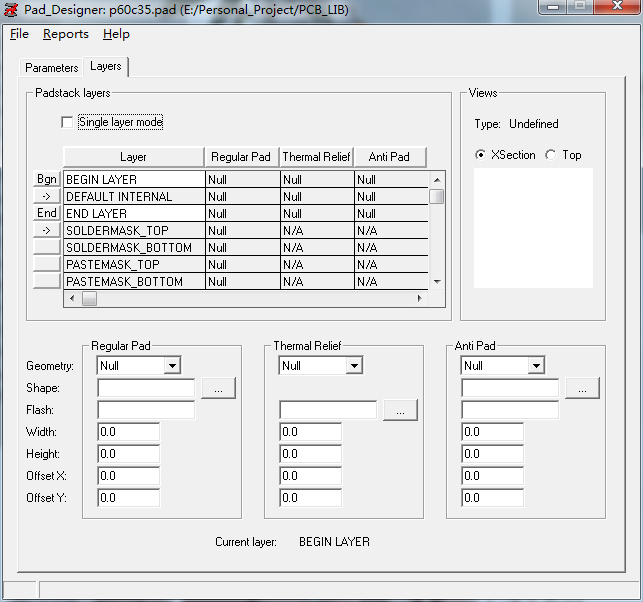 Pad_Designer: p60c35.pad (E:/Personal_Project/PCB_LIB)
File Reports Help
Parameters Layers
Padstack layers
Single layer mode
Layer Regular Pad Thermal Relief Anti Pad
Bgn BEGIN LAYER Null Null Null
-> DEFAULT INTERNAL Null Null Null
End END LAYER Null Null Null
-> SOLDERMASK_TOP Null N/A N/A
SOLDERMASK_BOTTOM Null N/A N/A
PASTEMASK_TOP Null N/A N/A
PASTEMASK_BOTTOM Null N/A N/A
Views
Type: Undefined
XSection Top
Regular Pad Thermal Relief Anti Pad
Geometry: Null Null Null
Shape: ... ...
Flash: ...
Width: 0.0 0.0 0.0
Height: 0.0 0.0 0.0
Offset X: 0.0 0.0 0.0
Offset Y: 0.0 0.0 0.0
Current layer: BEGIN LAYER